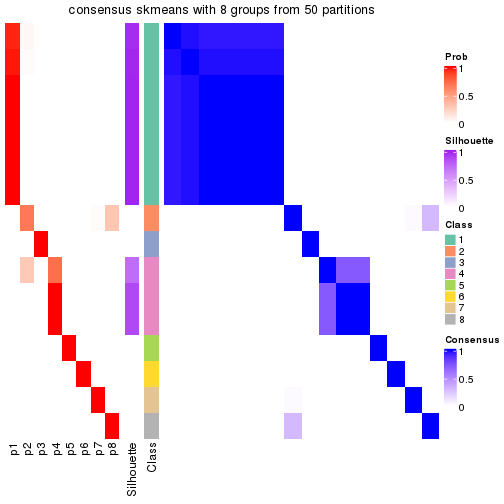 consensus skmeans with 8 groups from 50 partitions
Prob
1
0.5
0
Silhouette
1
0.5
0
Class
1
2
3
4
5
6
7
8
Consensus
1
0.5
0
p1
p2
p3
p4
p5
p6
p7
p8
Silhouette
Class